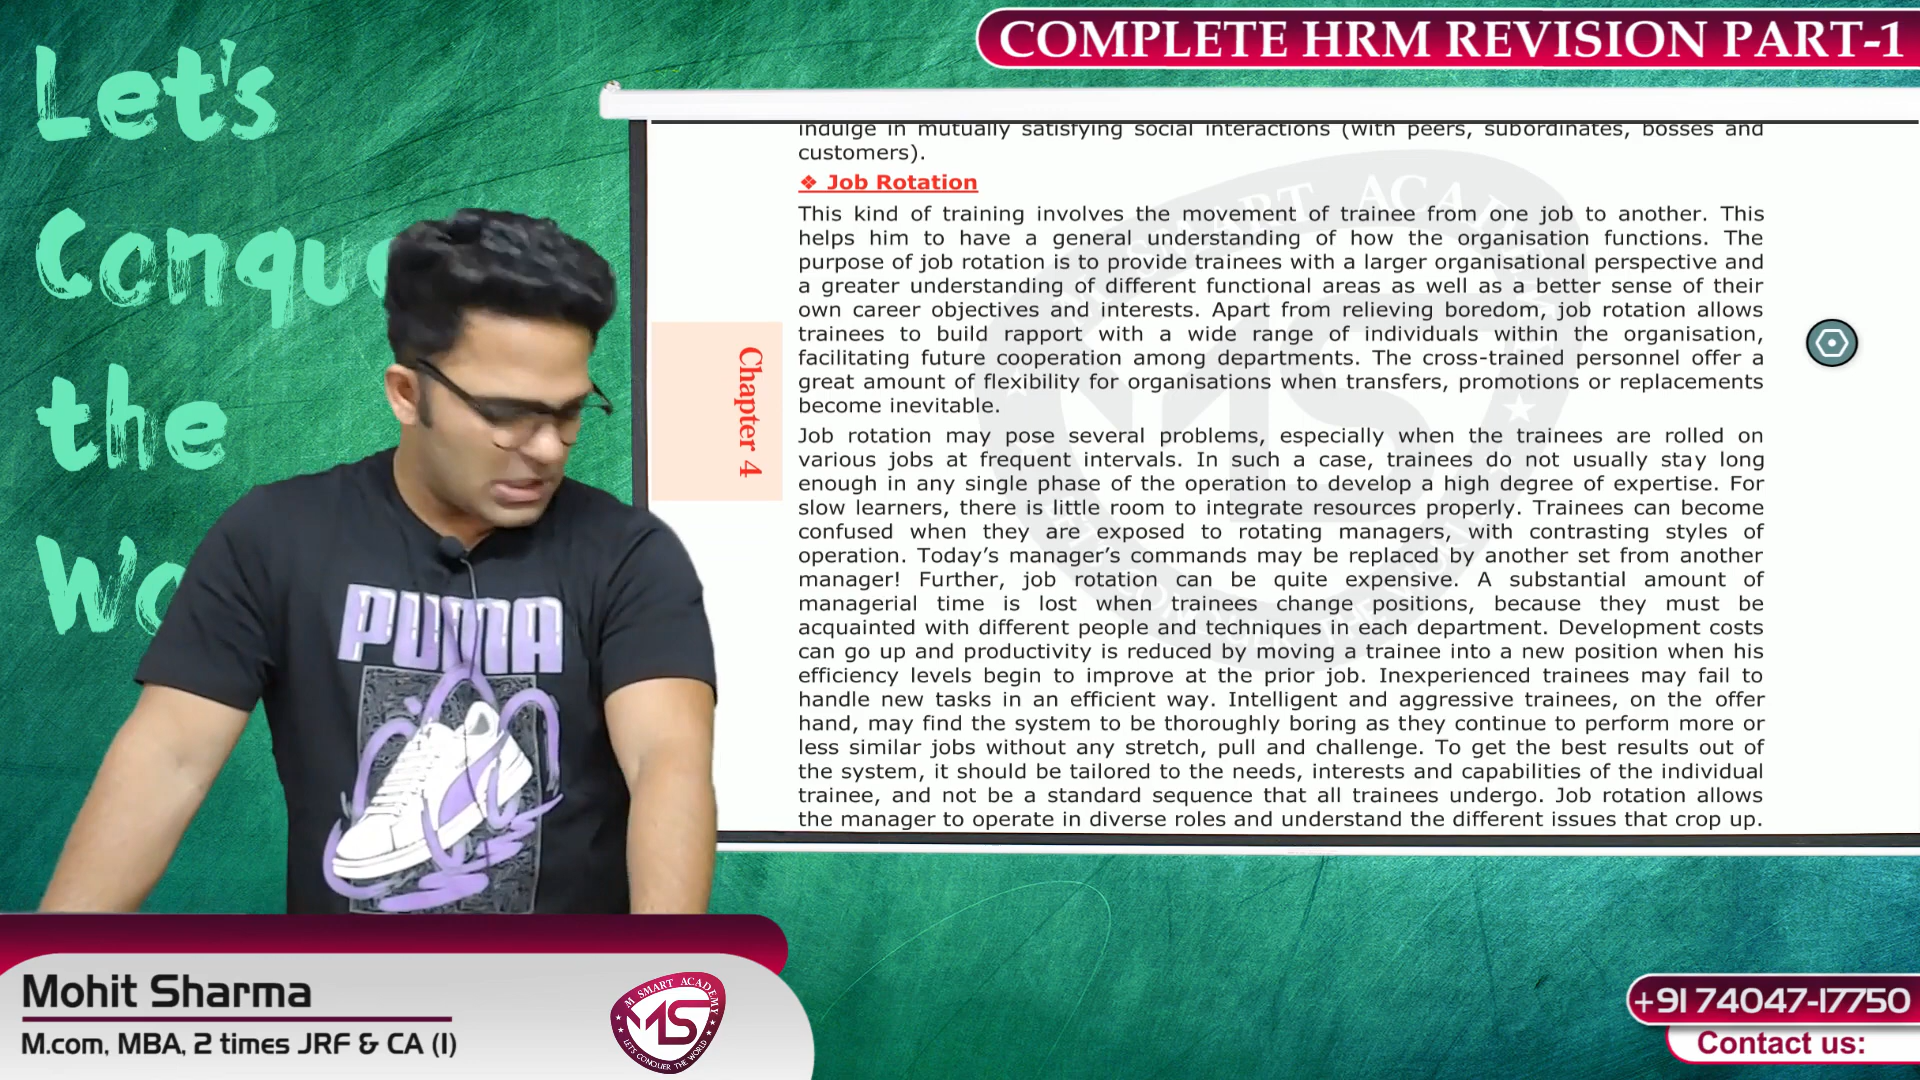 COMPLETE HRM REVISION PART-1
Let's
Conqu
the
Wo
indulge in mutually satisfying social interactions (with peers, subordinates, bosses and
customers).
❖ Job Rotation
This kind of training involves the movement of trainee from one job to another. This
helps him to have a general understanding of how the organisation functions. The
purpose of job rotation is to provide trainees with a larger organisational perspective and
a greater understanding of different functional areas as well as a better sense of their
own career objectives and interests. Apart from relieving boredom, job rotation allows
trainees to build rapport with a wide range of individuals within the organisation,
facilitating future cooperation among departments. The cross-trained personnel offer a
great amount of flexibility for organisations when transfers, promotions or replacements
become inevitable.
Chapter 4
Job rotation may pose several problems, especially when the trainees are rolled on
various jobs at frequent intervals. In such a case, trainees do not usually stay long
enough in any single phase of the operation to develop a high degree of expertise. For
slow learners, there is little room to integrate resources properly. Trainees can become
confused when they are exposed to rotating managers, with contrasting styles of
operation. Today's manager's commands may be replaced by another set from another
manager! Further, job rotation can be quite expensive. A substantial amount of
managerial time is lost when trainees change positions, because they must be
acquainted with different people and techniques in each department. Development costs
can go up and productivity is reduced by moving a trainee into a new position when his
efficiency levels begin to improve at the prior job. Inexperienced trainees may fail to
handle new tasks in an efficient way. Intelligent and aggressive trainees, on the offer
hand, may find the system to be thoroughly boring as they continue to perform more or
less similar jobs without any stretch, pull and challenge. To get the best results out of
the system, it should be tailored to the needs, interests and capabilities of the individual
trainee, and not be a standard sequence that all trainees undergo. Job rotation allows
the manager to operate in diverse roles and understand the different issues that crop up.
PUMA
Mohit Sharma
M.com, MBA, 2 times JRF & CA (I)
M SMART ACADEMY
MS
LETS CONQUER THE WORLD
+91 74047-17750
Contact us: